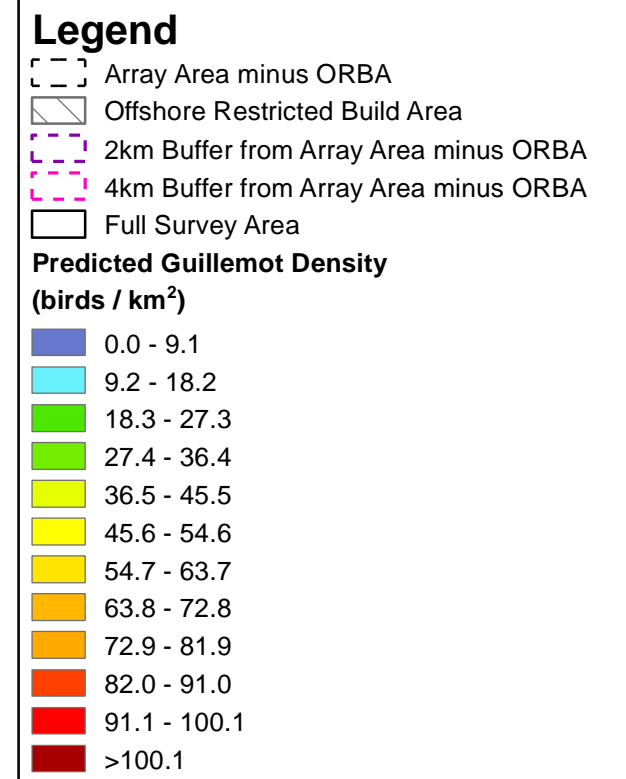 Legend
Array Area minus ORBA
Offshore Restricted Build Area
2km Buffer from Array Area minus ORBA
4km Buffer from Array Area minus ORBA
Full Survey Area
Predicted Guillemot Density
(birds / km²)
0.0 - 9.1
9.2 - 18.2
18.3 - 27.3
27.4 - 36.4
36.5 - 45.5
45.6 - 54.6
54.7 - 63.7
63.8 - 72.8
72.9 - 81.9
82.0 - 91.0
91.1 - 100.1
>100.1